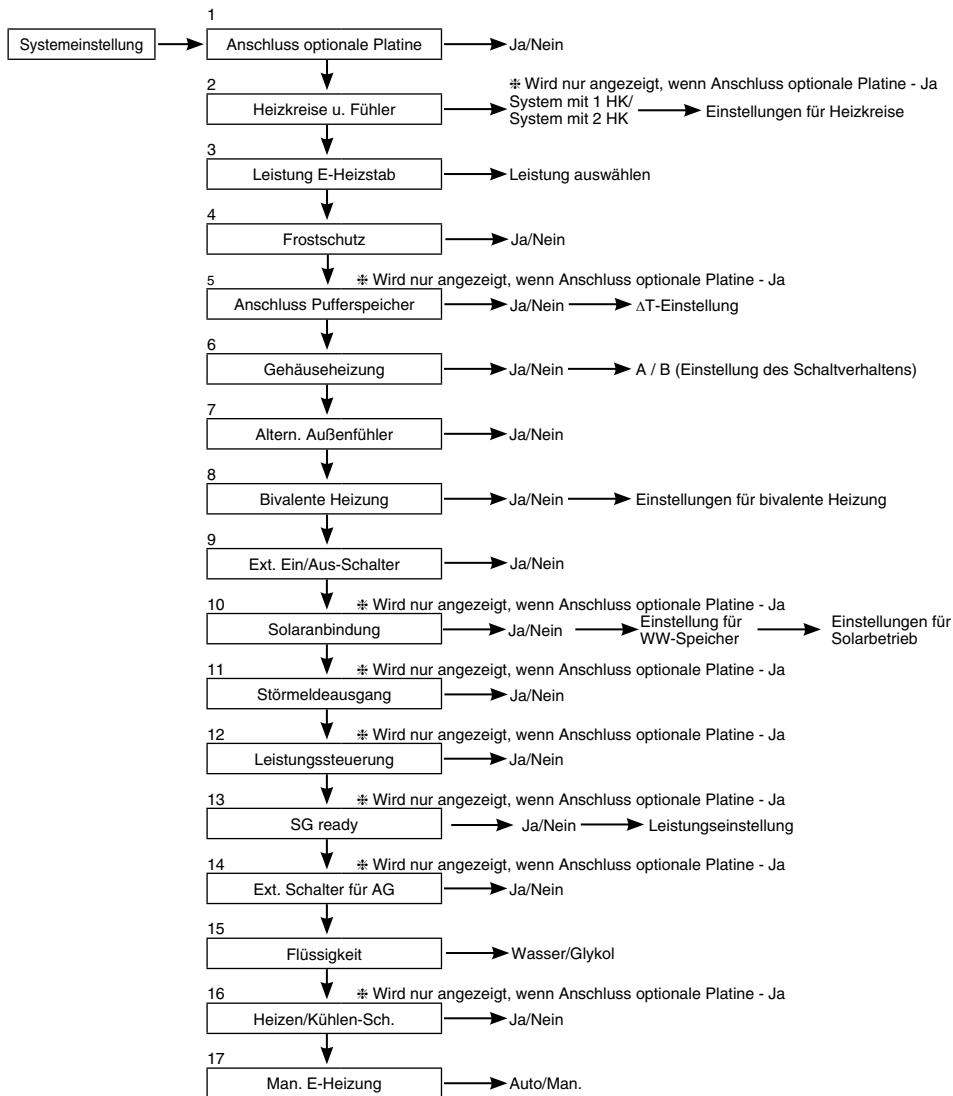 1
Systemeinstellung
Anschluss optionale Platine
Ja/Nein
2
❊ Wird nur angezeigt, wenn Anschluss optionale Platine - Ja
Heizkreise u. Fühler
System mit 1 HK/
System mit 2 HK
Einstellungen für Heizkreise
3
Leistung E-Heizstab
Leistung auswählen
4
Frostschutz
Ja/Nein
5
❊ Wird nur angezeigt, wenn Anschluss optionale Platine - Ja
Anschluss Pufferspeicher
Ja/Nein
ΔT-Einstellung
6
Gehäuseheizung
Ja/Nein
A / B (Einstellung des Schaltverhaltens)
7
Altern. Außenfühler
Ja/Nein
8
Bivalente Heizung
Ja/Nein
Einstellungen für bivalente Heizung
9
Ext. Ein/Aus-Schalter
Ja/Nein
10
❊ Wird nur angezeigt, wenn Anschluss optionale Platine - Ja
Solaranbindung
Ja/Nein
Einstellung für
WW-Speicher
Einstellungen für
Solarbetrieb
11
❊ Wird nur angezeigt, wenn Anschluss optionale Platine - Ja
Störmeldeausgang
Ja/Nein
12
❊ Wird nur angezeigt, wenn Anschluss optionale Platine - Ja
Leistungssteuerung
Ja/Nein
13
❊ Wird nur angezeigt, wenn Anschluss optionale Platine - Ja
SG ready
Ja/Nein
Leistungseinstellung
14
❊ Wird nur angezeigt, wenn Anschluss optionale Platine - Ja
Ext. Schalter für AG
Ja/Nein
15
Flüssigkeit
Wasser/Glykol
16
❊ Wird nur angezeigt, wenn Anschluss optionale Platine - Ja
Heizen/Kühlen-Sch.
Ja/Nein
17
Man. E-Heizung
Auto/Man.